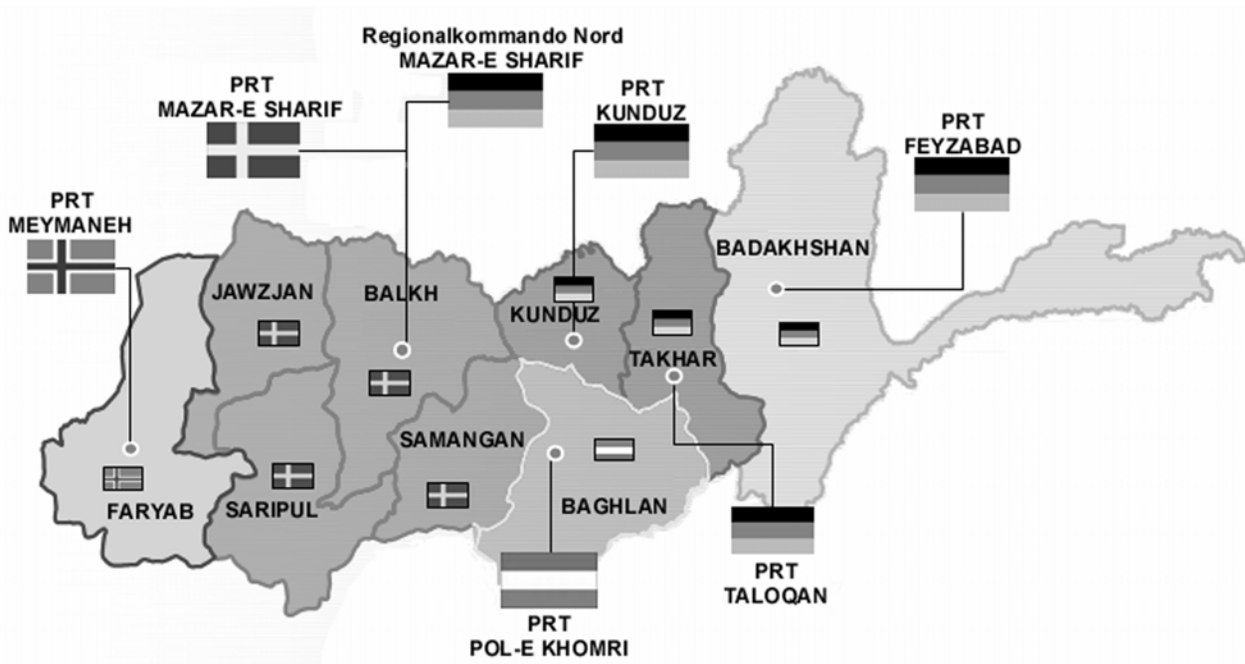 Regionalkommando Nord
MAZAR-E SHARIF
PRT
MAZAR-E SHARIF
PRT
KUNDUZ
PRT
FEYZABAD
PRT
MEYMANEH
BADAKHSHAN
JAWZJAN
BALKH
KUNDUZ
TAKHAR
SAMANGAN
FARYAB
SARIPUL
BAGHLAN
PRT
TALOQAN
PRT
POL-E KHOMRI